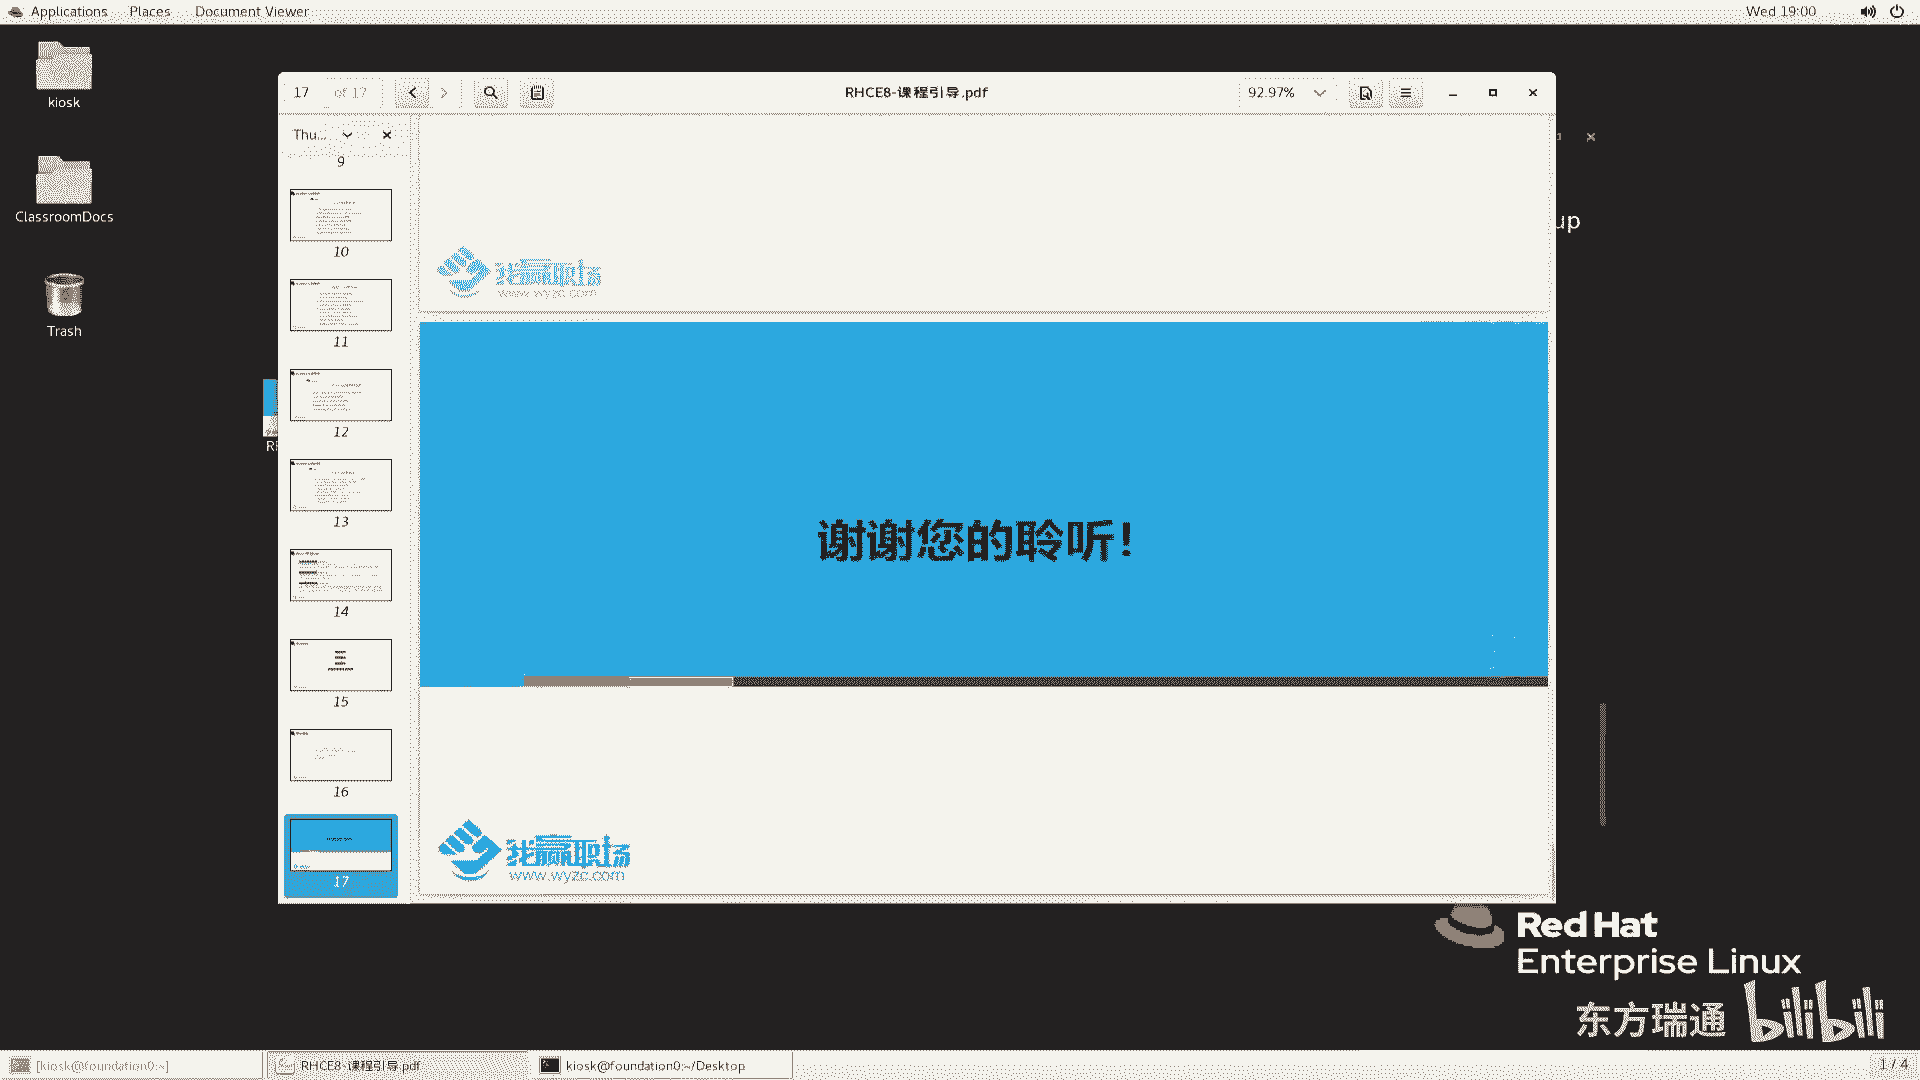 Applications Places Document Viewer Wed 19:00
kiosk
ClassroomDocs
Trash
17 of 17
RHCE8-课程引导.pdf
92.97%
Thu...
9
10
11
12
13
14
15
16
17
up
我赢职场
www.wyzc.com
谢谢您的聆听!
我赢职场
www.wyzc.com
Red Hat
Enterprise Linux
东方瑞通 bilibili
[kiosk@foundation0:~] RHCE8-课程引导.pdf kiosk@foundation0:~/Desktop 1 / 4